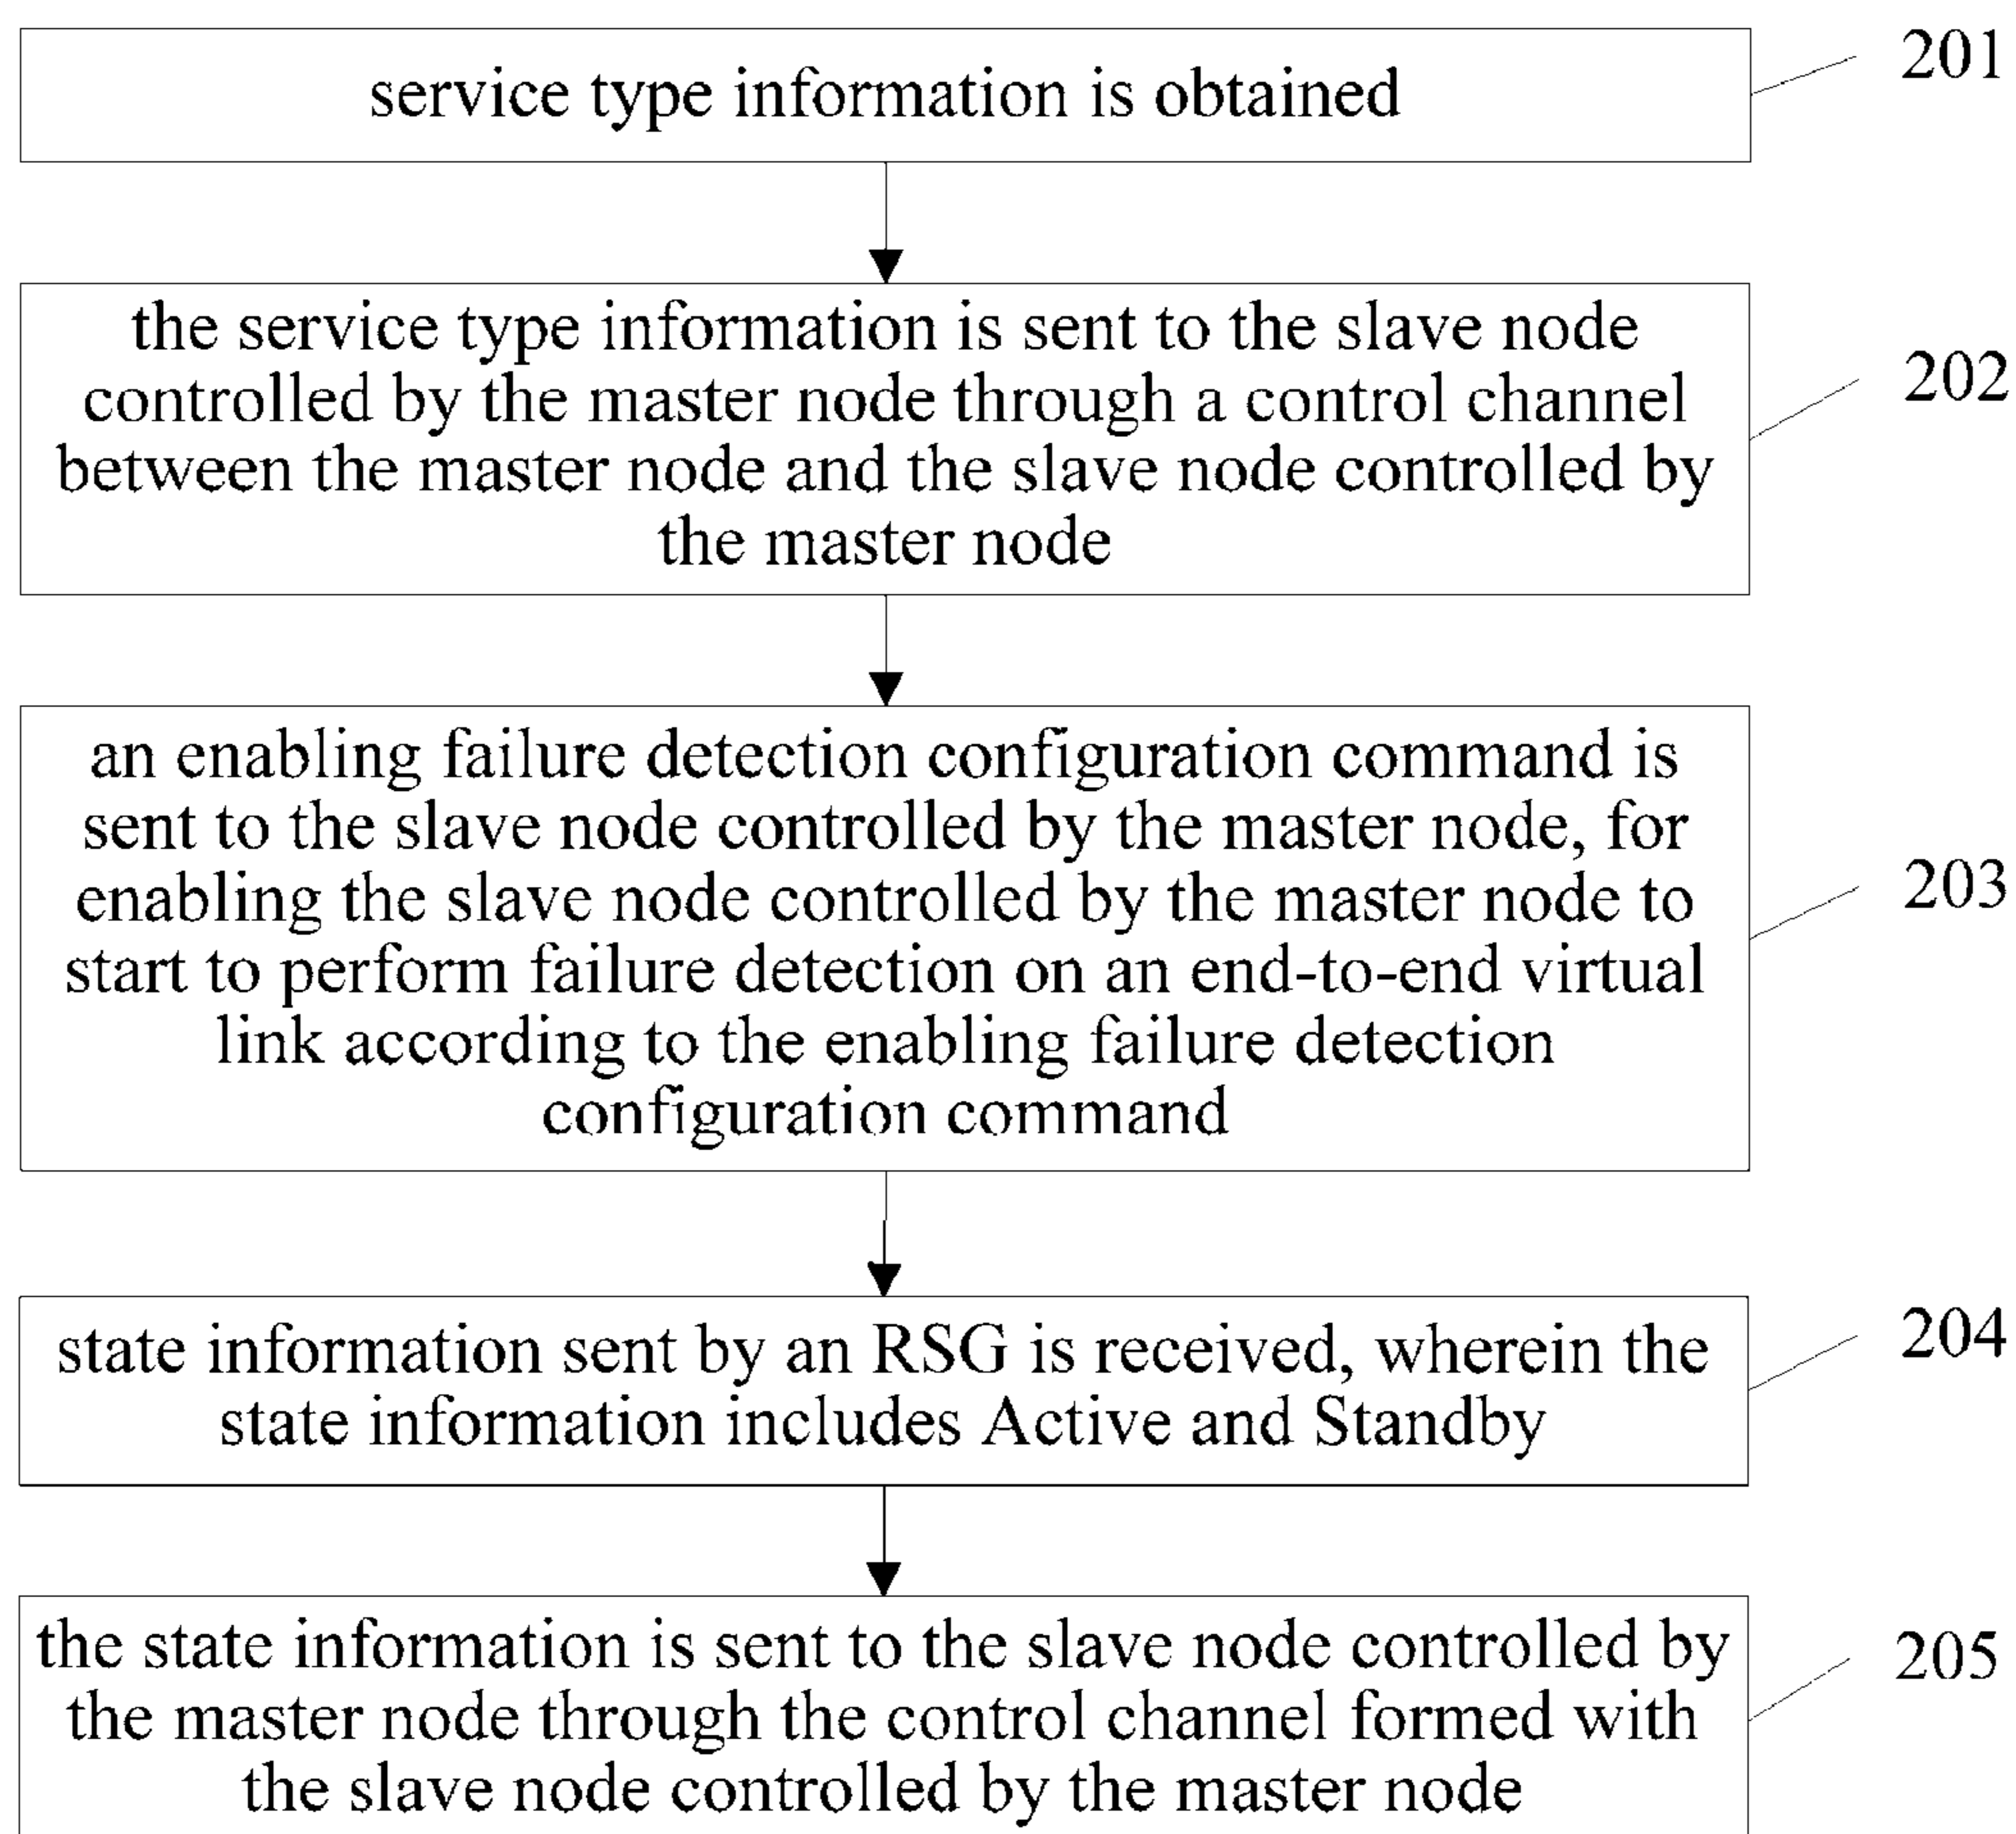 service type information is obtained
201
the service type information is sent to the slave node
controlled by the master node through a control channel
between the master node and the slave node controlled by
the master node
202
an enabling failure detection configuration command is
sent to the slave node controlled by the master node, for
enabling the slave node controlled by the master node to
start to perform failure detection on an end-to-end virtual
link according to the enabling failure detection
configuration command
203
state information sent by an RSG is received, wherein the
state information includes Active and Standby
204
the state information is sent to the slave node controlled by
the master node through the control channel formed with
the slave node controlled by the master node
205